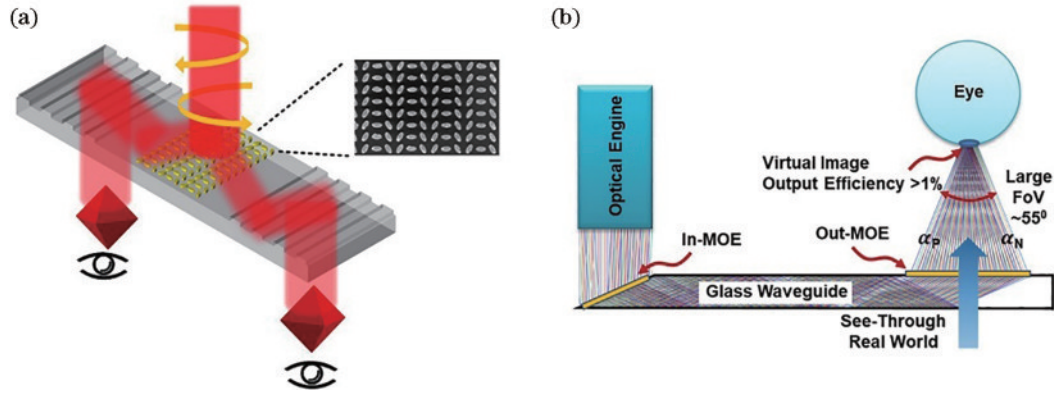 (a)
(b)
Optical Engine
Eye
Virtual Image
Output Efficiency >1%
Large
FoV
~55⁰
In-MOE
Out-MOE
αP
αN
Glass Waveguide
See-Through
Real World